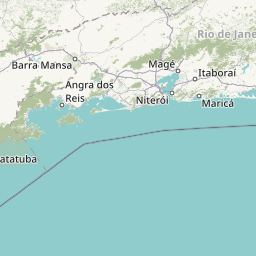 Rio de Jane
Barra Mansa
Magé
Itaboraí
Angra dos
Reis
Niterói
Maricá
atatuba